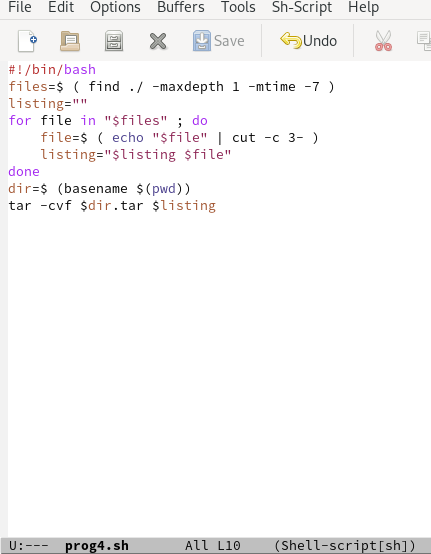 File Edit Options Buffers Tools Sh-Script Help
Save Undo
#!/bin/bash
files=$ ( find ./ -maxdepth 1 -mtime -7 )
listing=""
for file in "$files" ; do
    file=$ ( echo "$file" | cut -c 3- )
    listing="$listing $file"
done
dir=$ (basename $(pwd))
tar -cvf $dir.tar $listing
U:--- prog4.sh All L10 (Shell-script[sh])